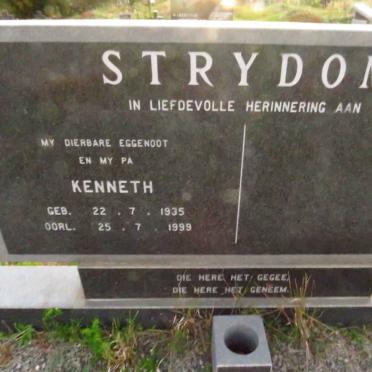 STRYDOM
IN LIEFDEVOLLE HERINNERING AAN
MY DIERBARE EGGENOOT
EN MY PA
KENNETH
GEB. 22 . 7 . 1935
OORL. 25 . 7 . 1999
DIE HERE HET GEGEE,
DIE HERE HET GENEEM.